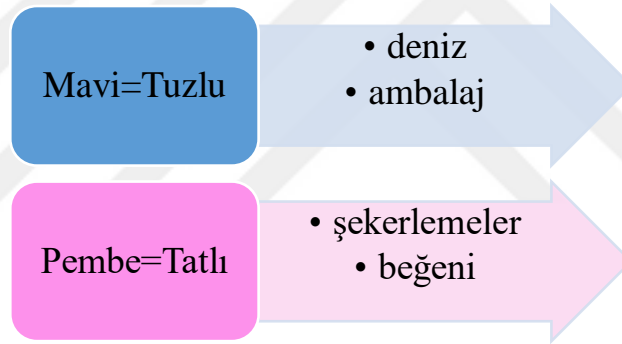 Mavi=Tuzlu
• deniz
• ambalaj
Pembe=Tatlı
• şekerlemeler
• beğeni